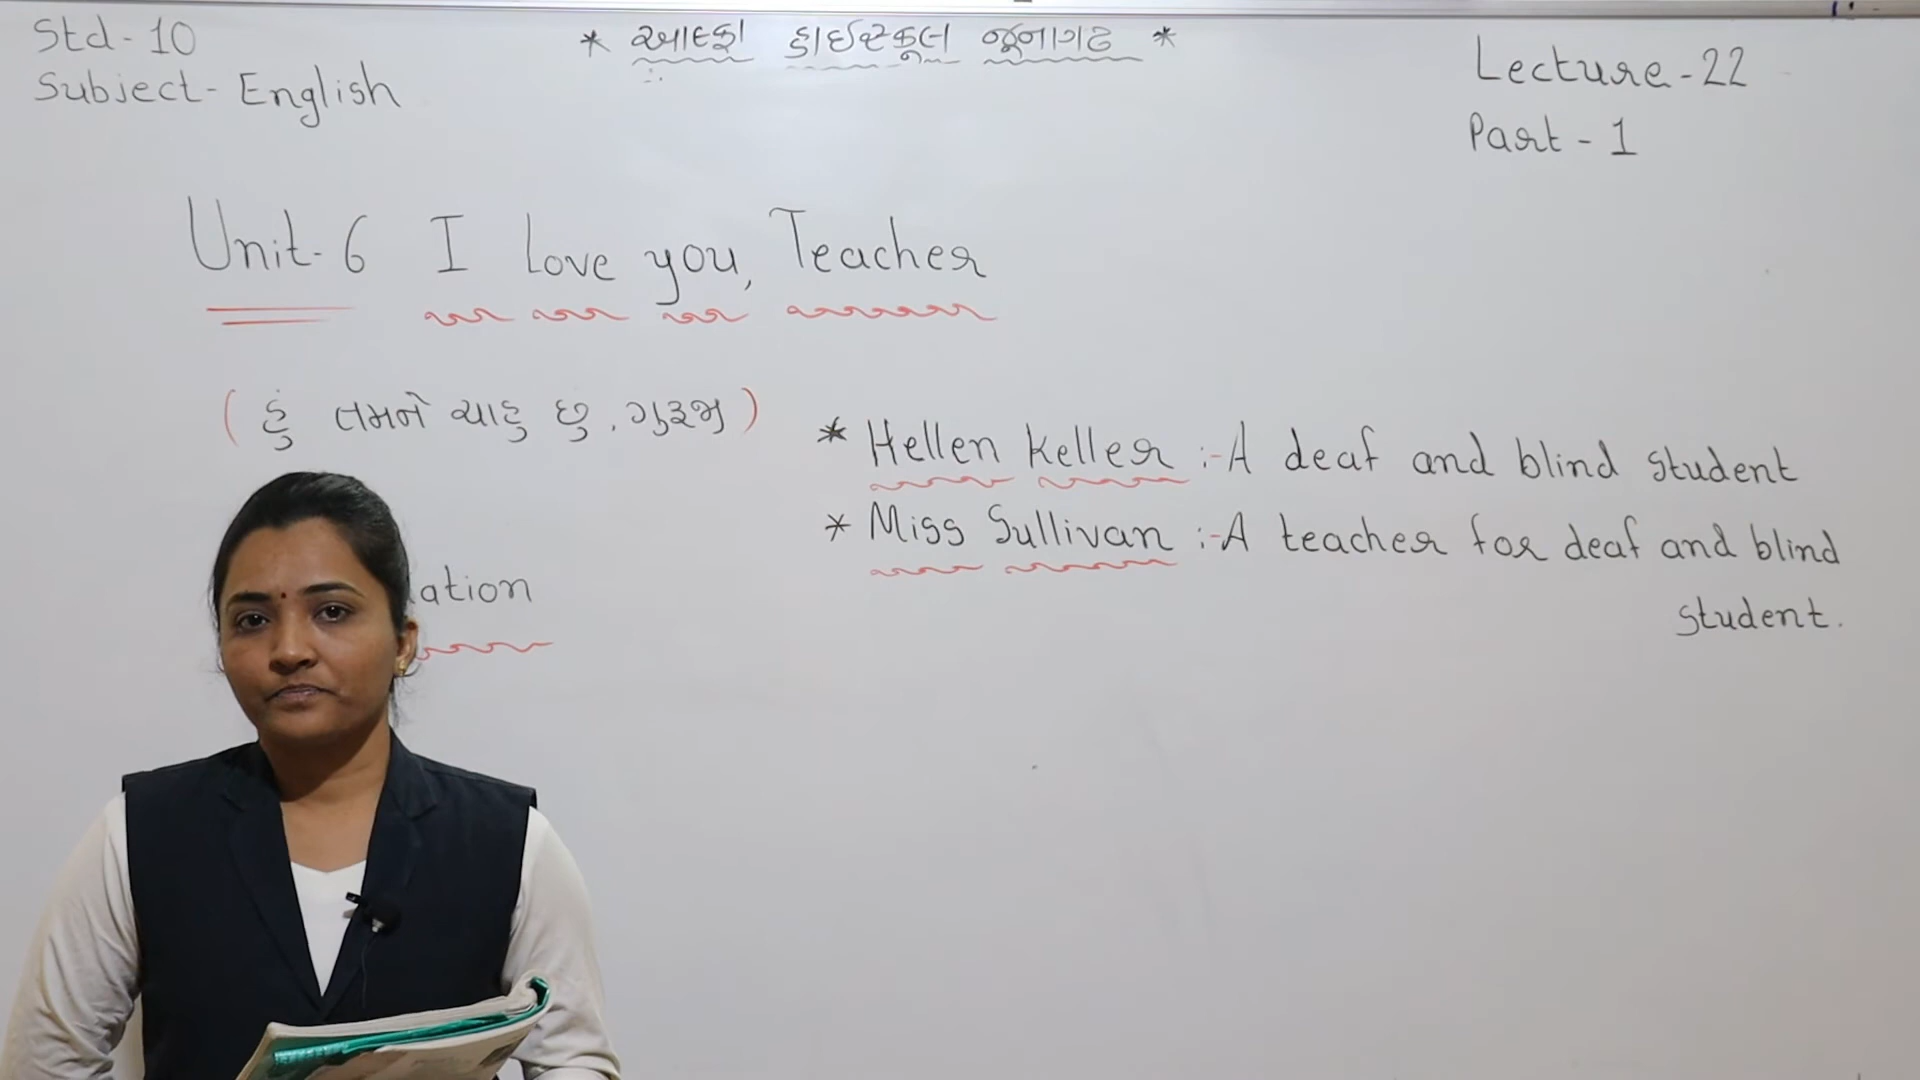 Std-10
Subject- English
* આલ્ફા હાઈસ્કૂલ જૂનાગઢ *
Lecture-22
Part-1
Unit-6 I Love you, Teacher
(હું તમને ચાહુ છુ, ગુરૂજી)
* Hellen Keller :-A deaf and blind student
* Miss Sullivan :-A teacher for deaf and blind
student.
ation